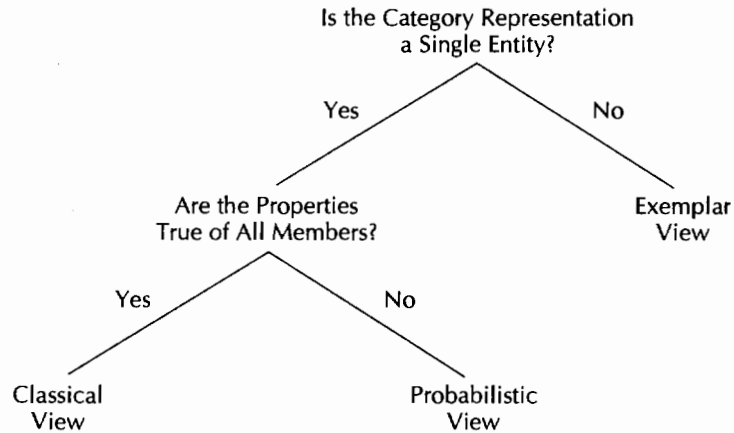 Is the Category Representation
a Single Entity?
Yes
No
Are the Properties
True of All Members?
Exemplar
View
Yes
No
Classical
View
Probabilistic
View